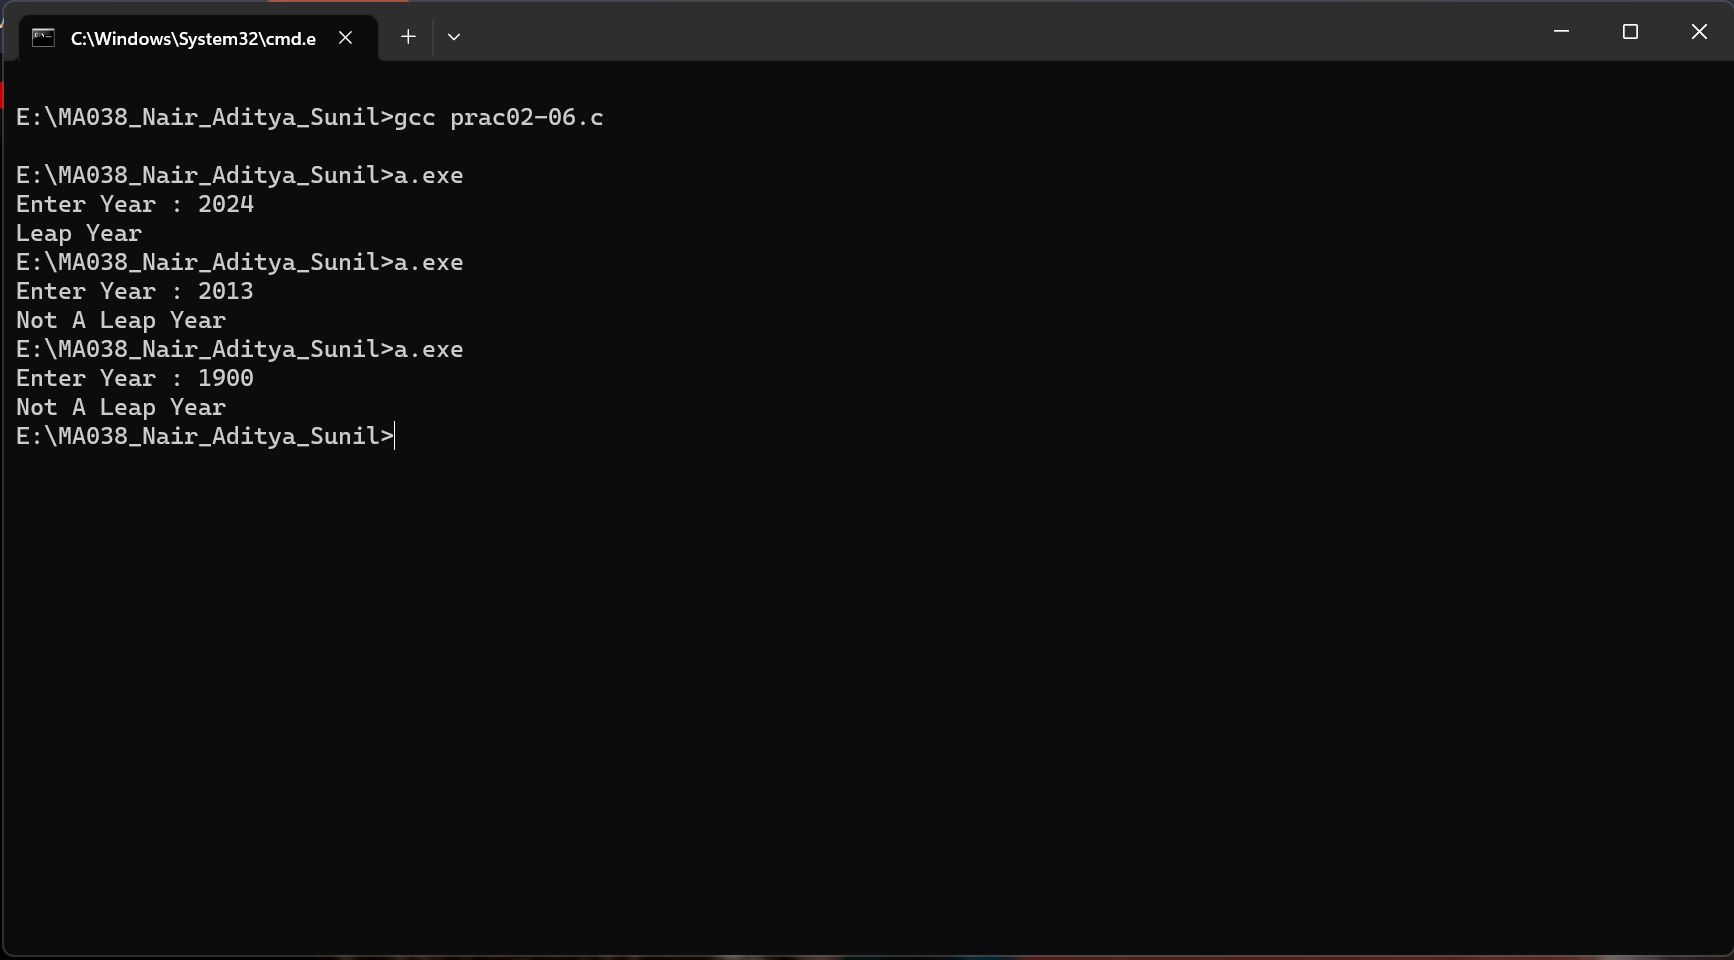 C:\Windows\System32\cmd.e
E:\MA038_Nair_Aditya_Sunil>gcc prac02-06.c
E:\MA038_Nair_Aditya_Sunil>a.exe
Enter Year : 2024
Leap Year
E:\MA038_Nair_Aditya_Sunil>a.exe
Enter Year : 2013
Not A Leap Year
E:\MA038_Nair_Aditya_Sunil>a.exe
Enter Year : 1900
Not A Leap Year
E:\MA038_Nair_Aditya_Sunil>